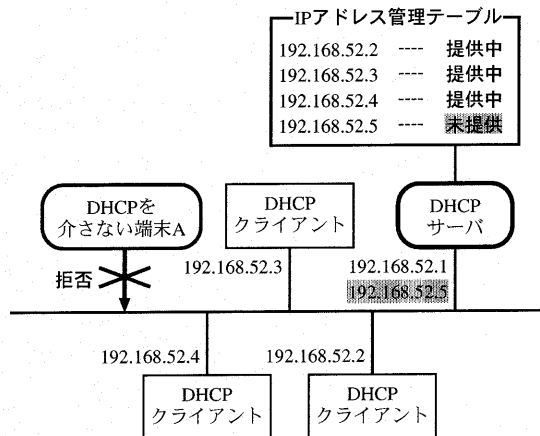 IPアドレス管理テーブル
192.168.52.2 ---- 提供中
192.168.52.3 ---- 提供中
192.168.52.4 ---- 提供中
192.168.52.5 ---- 未提供
DHCPを
介さない端末A
DHCP
クライアント
DHCP
サーバ
拒否
192.168.52.3
192.168.52.1
192.168.52.5
192.168.52.4
192.168.52.2
DHCP
クライアント
DHCP
クライアント